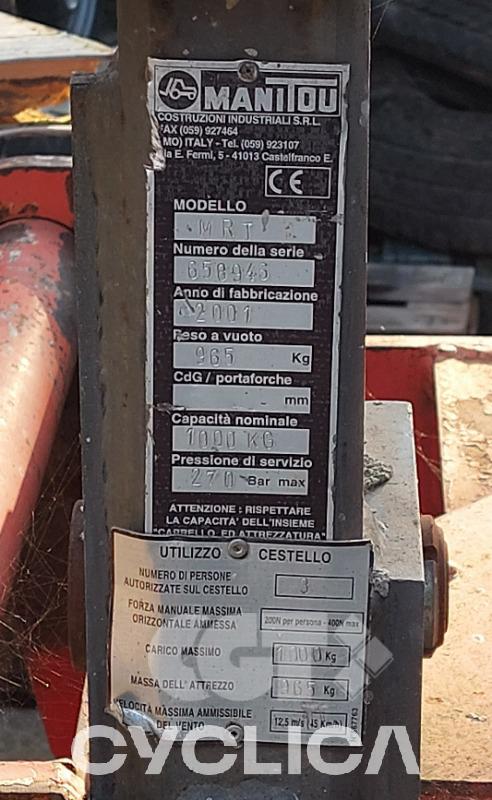 MANITOU
COSTRUZIONI INDUSTRIALI S.R.L.
FAX (059) 927464
(MO) ITALY - Tel. (059) 923107
Via E. Fermi, 5 - 41013 Castelfranco E.
CE
MODELLO
MRT
Numero della serie
650943
Anno di fabbricazione
2001
Peso a vuoto
965 Kg
CdG / portaforche
mm
Capacità nominale
1000 KG
Pressione di servizio
270 Bar max
ATTENZIONE : RISPETTARE
LA CAPACITA' DELL'INSIEME
"CARRELLO ED ATTREZZATURA"
UTILIZZO CESTELLO
NUMERO DI PERSONE
AUTORIZZATE SUL CESTELLO
3
FORZA MANUALE MASSIMA
ORIZZONTALE AMMESSA
200N per persona - 400N max
CARICO MASSIMO
1000 Kg
MASSA DELL'ATTREZZO
965 Kg
VELOCITÀ MASSIMA AMMISSIBILE
DEL VENTO
12,5 m/s (45 Km/h)
CYCLICA